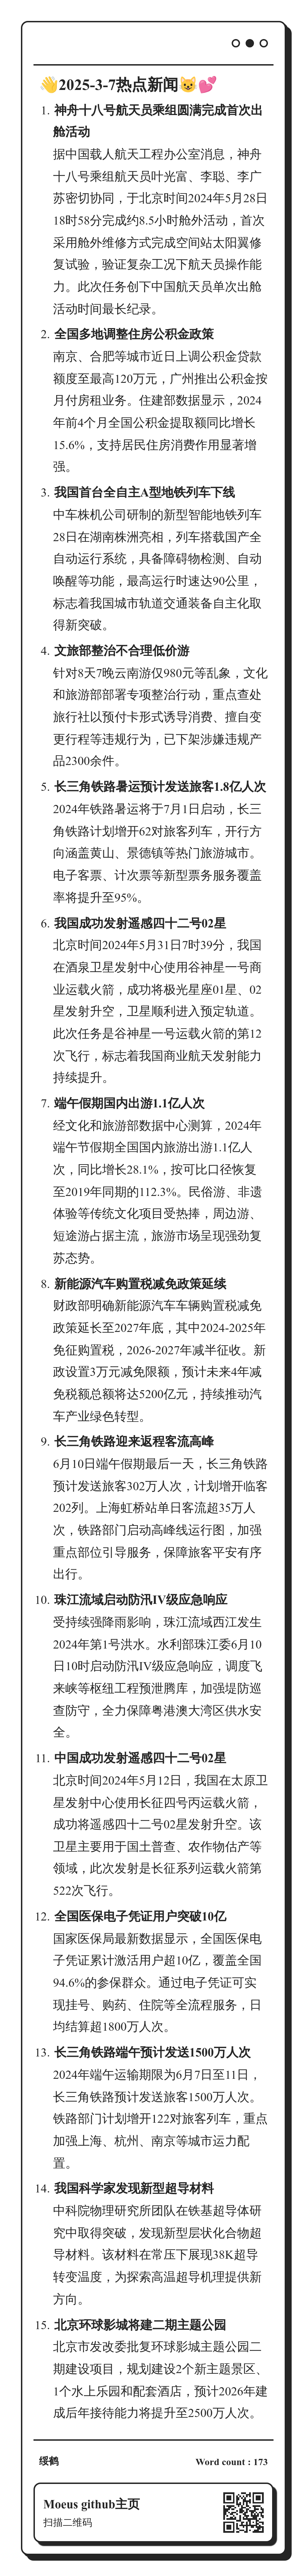 👋2025-3-7热点新闻😺💕
1. 神舟十八号航天员乘组圆满完成首次出
舱活动
据中国载人航天工程办公室消息，神舟
十八号乘组航天员叶光富、李聪、李广
苏密切协同，于北京时间2024年5月28日
18时58分完成约8.5小时舱外活动，首次
采用舱外维修方式完成空间站太阳翼修
复试验，验证复杂工况下航天员操作能
力。此次任务创下中国航天员单次出舱
活动时间最长纪录。
2. 全国多地调整住房公积金政策
南京、合肥等城市近日上调公积金贷款
额度至最高120万元，广州推出公积金按
月付房租业务。住建部数据显示，2024
年前4个月全国公积金提取额同比增长
15.6%，支持居民住房消费作用显著增
强。
3. 我国首台全自主A型地铁列车下线
中车株机公司研制的新型智能地铁列车
28日在湖南株洲亮相，列车搭载国产全
自动运行系统，具备障碍物检测、自动
唤醒等功能，最高运行时速达90公里，
标志着我国城市轨道交通装备自主化取
得新突破。
4. 文旅部整治不合理低价游
针对8天7晚云南游仅980元等乱象，文化
和旅游部部署专项整治行动，重点查处
旅行社以预付卡形式诱导消费、擅自变
更行程等违规行为，已下架涉嫌违规产
品2300余件。
5. 长三角铁路暑运预计发送旅客1.8亿人次
2024年铁路暑运将于7月1日启动，长三
角铁路计划增开62对旅客列车，开行方
向涵盖黄山、景德镇等热门旅游城市。
电子客票、计次票等新型票务服务覆盖
率将提升至95%。
6. 我国成功发射遥感四十二号02星
北京时间2024年5月31日7时39分，我国
在酒泉卫星发射中心使用谷神星一号商
业运载火箭，成功将极光星座01星、02
星发射升空，卫星顺利进入预定轨道。
此次任务是谷神星一号运载火箭的第12
次飞行，标志着我国商业航天发射能力
持续提升。
7. 端午假期国内出游1.1亿人次
经文化和旅游部数据中心测算，2024年
端午节假期全国国内旅游出游1.1亿人
次，同比增长28.1%，按可比口径恢复
至2019年同期的112.3%。民俗游、非遗
体验等传统文化项目受热捧，周边游、
短途游占据主流，旅游市场呈现强劲复
苏态势。
8. 新能源汽车购置税减免政策延续
财政部明确新能源汽车车辆购置税减免
政策延长至2027年底，其中2024-2025年
免征购置税，2026-2027年减半征收。新
政设置3万元减免限额，预计未来4年减
免税额总额将达5200亿元，持续推动汽
车产业绿色转型。
9. 长三角铁路迎来返程客流高峰
6月10日端午假期最后一天，长三角铁路
预计发送旅客302万人次，计划增开临客
202列。上海虹桥站单日客流超35万人
次，铁路部门启动高峰线运行图，加强
重点部位引导服务，保障旅客平安有序
出行。
10. 珠江流域启动防汛IV级应急响应
受持续强降雨影响，珠江流域西江发生
2024年第1号洪水。水利部珠江委6月10
日10时启动防汛IV级应急响应，调度飞
来峡等枢纽工程预泄腾库，加强堤防巡
查防守，全力保障粤港澳大湾区供水安
全。
11. 中国成功发射遥感四十二号02星
北京时间2024年5月12日，我国在太原卫
星发射中心使用长征四号丙运载火箭，
成功将遥感四十二号02星发射升空。该
卫星主要用于国土普查、农作物估产等
领域，此次发射是长征系列运载火箭第
522次飞行。
12. 全国医保电子凭证用户突破10亿
国家医保局最新数据显示，全国医保电
子凭证累计激活用户超10亿，覆盖全国
94.6%的参保群众。通过电子凭证可实
现挂号、购药、住院等全流程服务，日
均结算超1800万人次。
13. 长三角铁路端午预计发送1500万人次
2024年端午运输期限为6月7日至11日，
长三角铁路预计发送旅客1500万人次。
铁路部门计划增开122对旅客列车，重点
加强上海、杭州、南京等城市运力配
置。
14. 我国科学家发现新型超导材料
中科院物理研究所团队在铁基超导体研
究中取得突破，发现新型层状化合物超
导材料。该材料在常压下展现38K超导
转变温度，为探索高温超导机理提供新
方向。
15. 北京环球影城将建二期主题公园
北京市发改委批复环球影城主题公园二
期建设项目，规划建设2个新主题景区、
1个水上乐园和配套酒店，预计2026年建
成后年接待能力将提升至2500万人次。
绥鹤
Word count : 173
Moeus github主页
扫描二维码